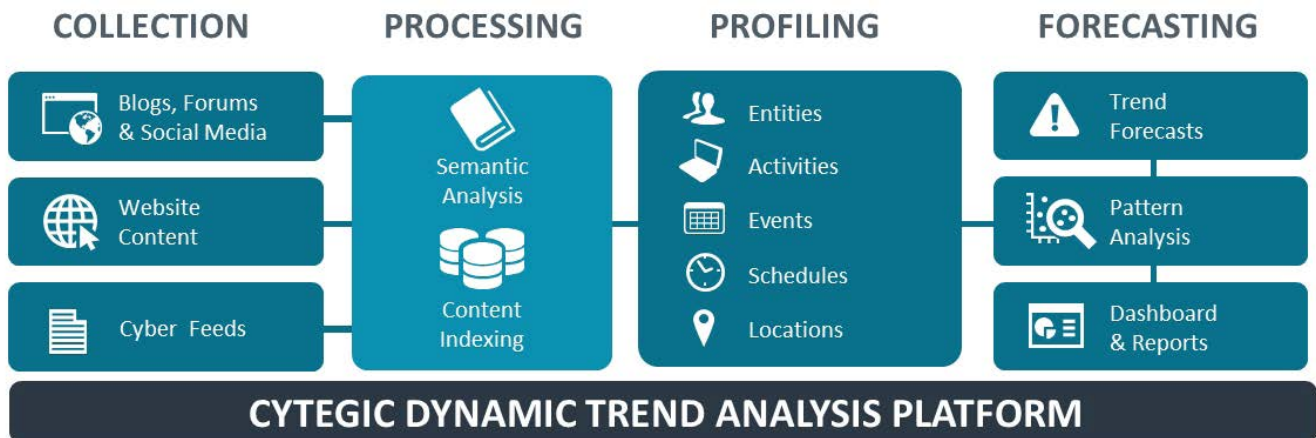 COLLECTION
Blogs, Forums
& Social Media
Website
Content
Cyber Feeds
PROCESSING
Semantic
Analysis
Content
Indexing
PROFILING
Entities
Activities
Events
Schedules
Locations
FORECASTING
Trend
Forecasts
Pattern
Analysis
Dashboard
& Reports
CYTEGIC DYNAMIC TREND ANALYSIS PLATFORM